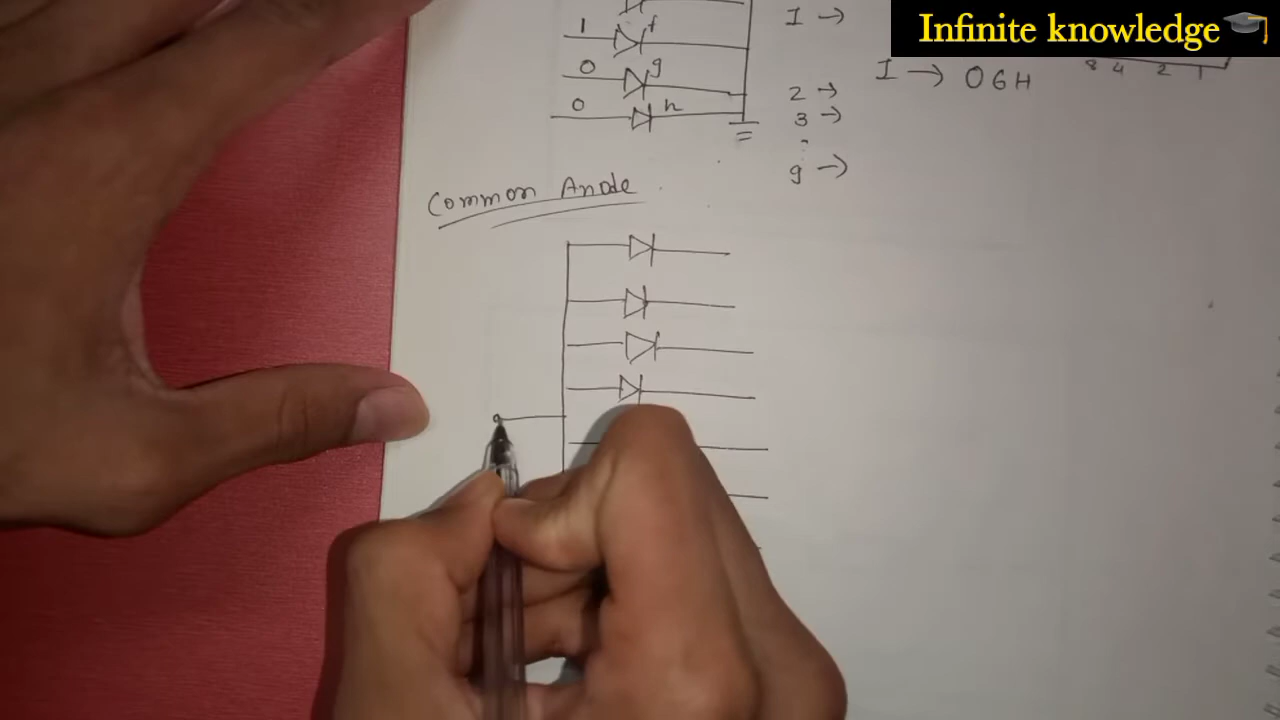 Infinite knowledge
1 f
I →
0 g
8 4 2 1
I → 06H
2 →
0 h
3 →
9 →
Common Anode